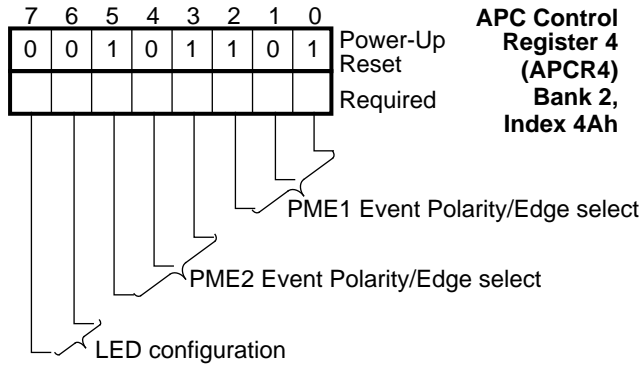 7 6 5 4 3 2 1 0
0 0 1 0 1 1 0 1
Power-Up
Reset
Required
APC Control
Register 4
(APCR4)
Bank 2,
Index 4Ah
PME1 Event Polarity/Edge select
PME2 Event Polarity/Edge select
LED configuration